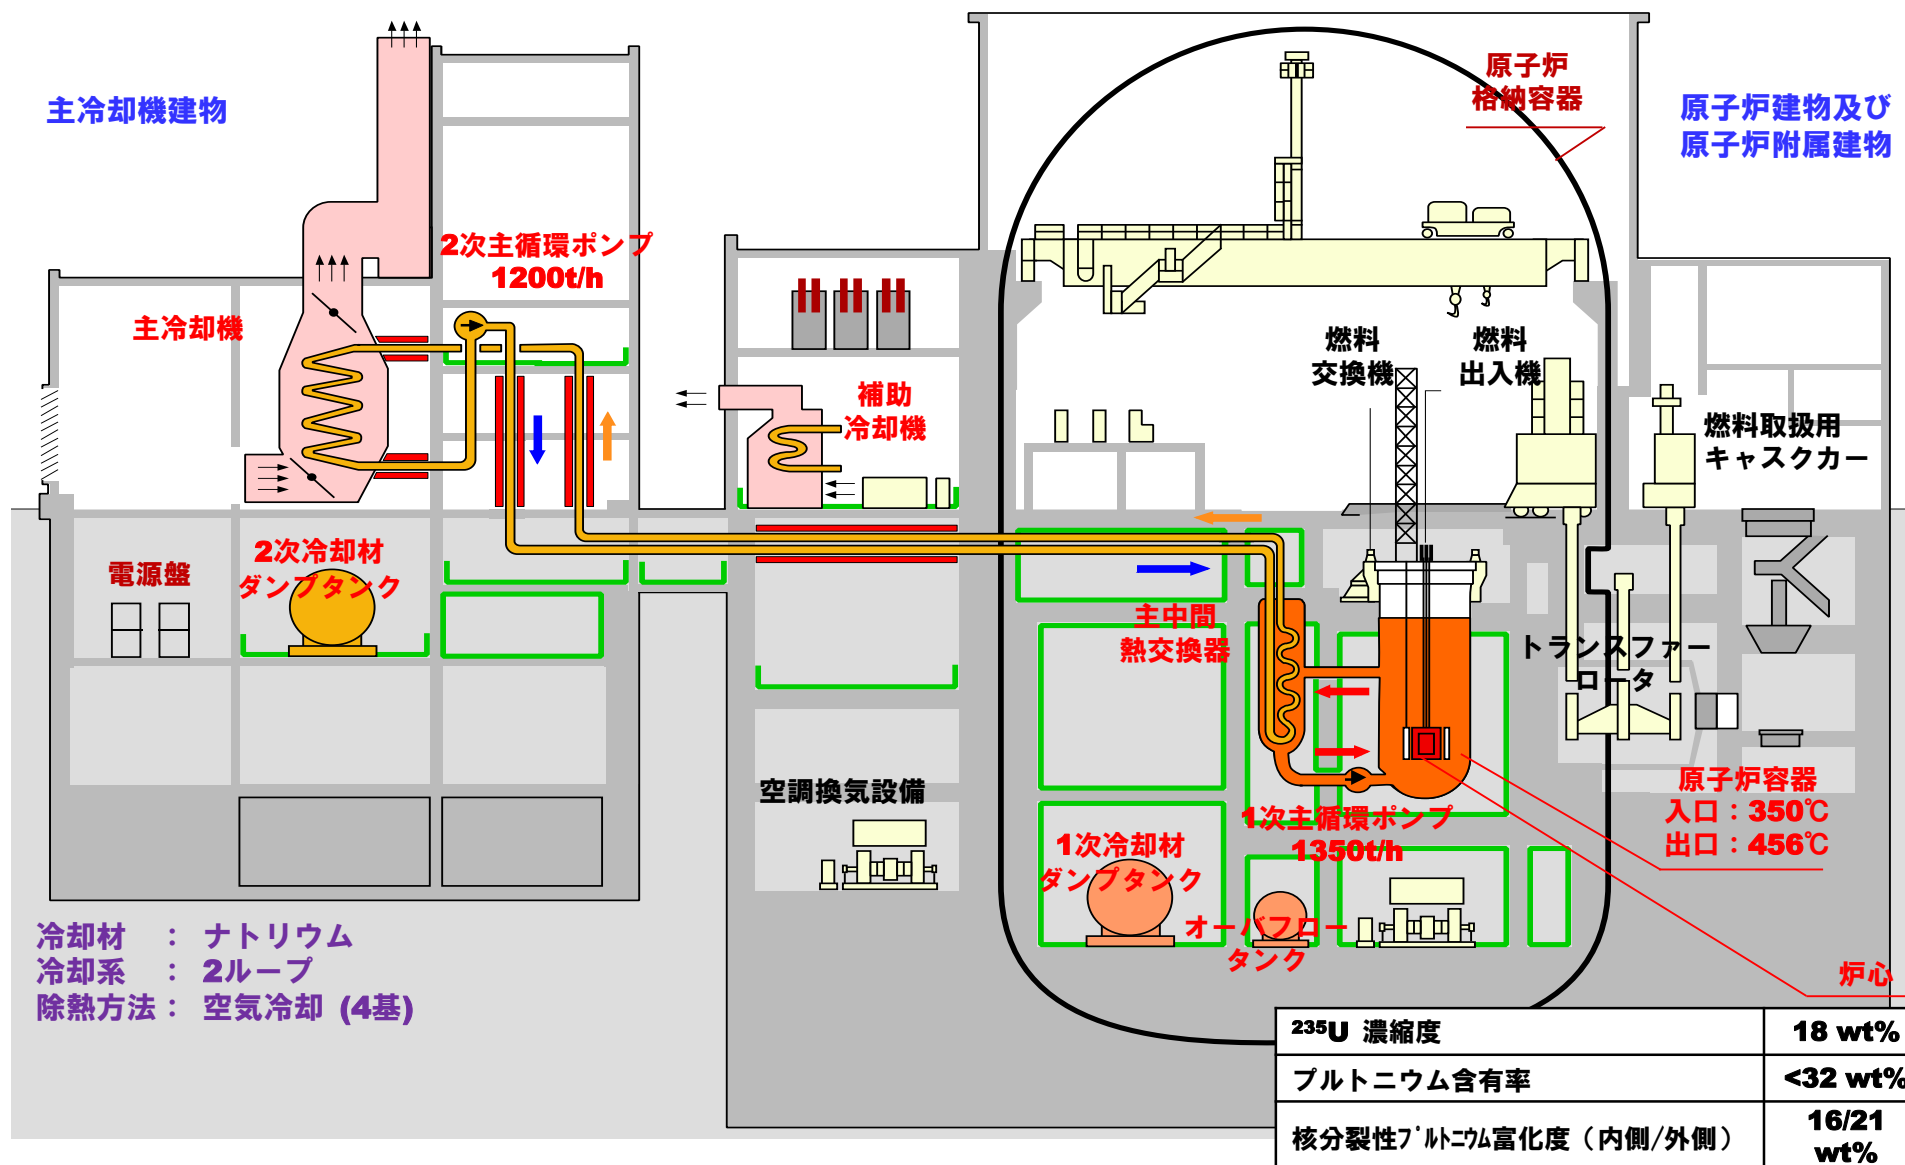 主冷却機建物
原子炉
格納容器
原子炉建物及び
原子炉附属建物
2次主循環ポンプ
1200t/h
主冷却機
補助
冷却機
燃料
交換機
燃料
出入機
燃料取扱用
キャスクカー
電源盤
2次冷却材
ダンプタンク
主中間
熱交換器
トランスファー
ロータ
空調換気設備
原子炉容器
入口：350℃
出口：456℃
1次主循環ポンプ
1350t/h
1次冷却材
ダンプタンク
オーバフロー
タンク
炉心
冷却材 ： ナトリウム
冷却系 ： 2ループ
除熱方法： 空気冷却 (4基)
235U 濃縮度 18 wt%
プルトニウム含有率 <32 wt%
核分裂性プルトニウム富化度（内側/外側） 16/21
wt%